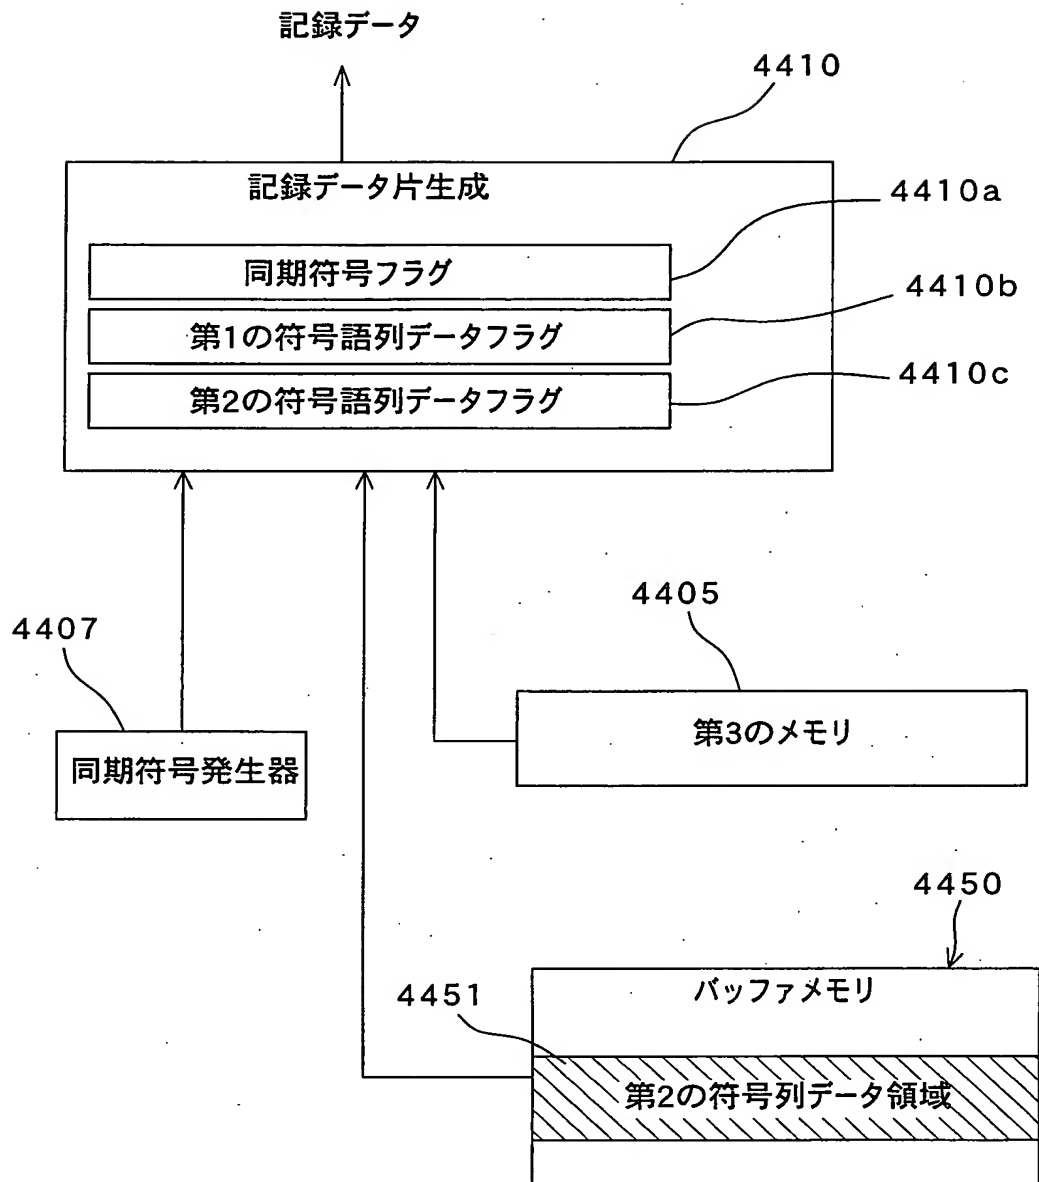 記録データ
4410
記録データ片生成
4410a
同期符号フラグ
4410b
第1の符号語列データフラグ
4410c
第2の符号語列データフラグ
4405
4407
第3のメモリ
同期符号発生器
4450
4451
バッファメモリ
第2の符号列データ領域